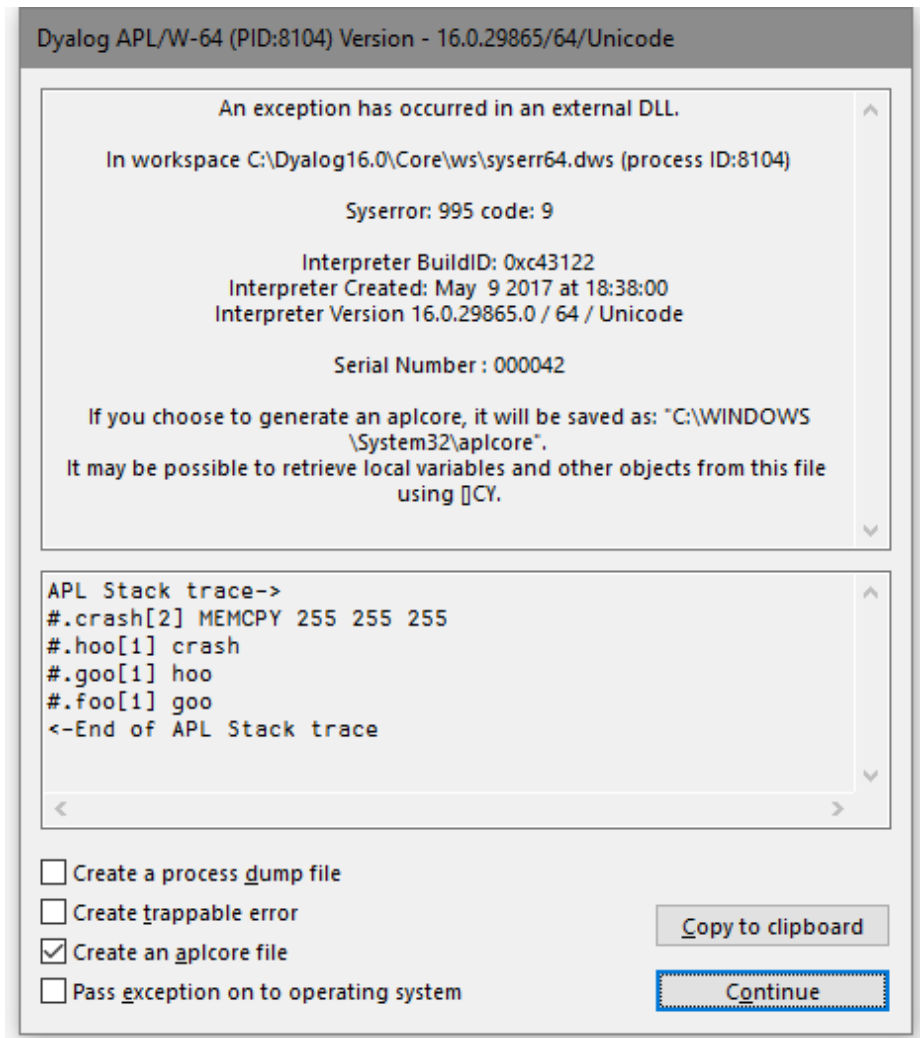 Dyalog APL/W-64 (PID:8104) Version - 16.0.29865/64/Unicode
An exception has occurred in an external DLL.
In workspace C:\Dyalog16.0\Core\ws\syserr64.dws (process ID:8104)
Syserror: 995 code: 9
Interpreter BuildID: 0xc43122
Interpreter Created: May  9 2017 at 18:38:00
Interpreter Version 16.0.29865.0 / 64 / Unicode
Serial Number : 000042
If you choose to generate an aplcore, it will be saved as: "C:\WINDOWS
\System32\aplcore".
It may be possible to retrieve local variables and other objects from this file
using ⎕CY.
APL Stack trace->
#.crash[2] MEMCPY 255 255 255
#.hoo[1] crash
#.goo[1] hoo
#.foo[1] goo
<-End of APL Stack trace
Create a process dump file
Create trappable error
Copy to clipboard
Create an aplcore file
Pass exception on to operating system
Continue